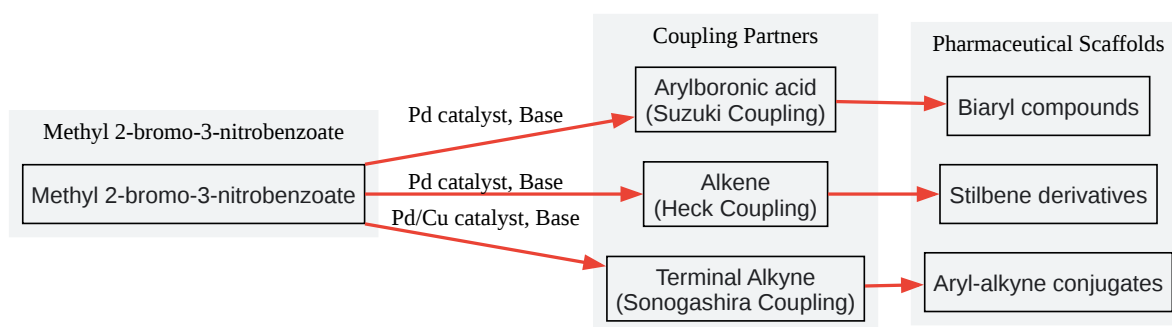 Methyl 2-bromo-3-nitrobenzoate
Methyl 2-bromo-3-nitrobenzoate
Pd catalyst, Base
Pd catalyst, Base
Pd/Cu catalyst, Base
Coupling Partners
Arylboronic acid
(Suzuki Coupling)
Alkene
(Heck Coupling)
Terminal Alkyne
(Sonogashira Coupling)
Pharmaceutical Scaffolds
Biaryl compounds
Stilbene derivatives
Aryl-alkyne conjugates